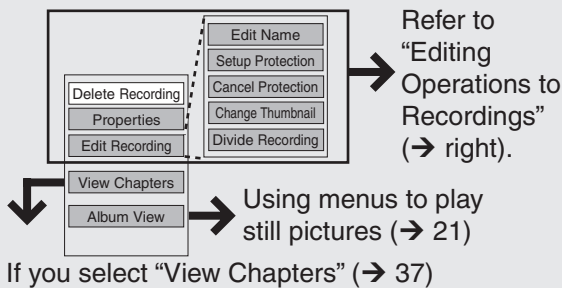 Edit Name
Setup Protection
Cancel Protection
Change Thumbnail
Divide Recording
Refer to
“Editing
Operations to
Recordings”
(➔ right).
Delete Recording
Properties
Edit Recording
View Chapters
Album View
Using menus to play
still pictures (➔ 21)
If you select “View Chapters” (➔ 37)